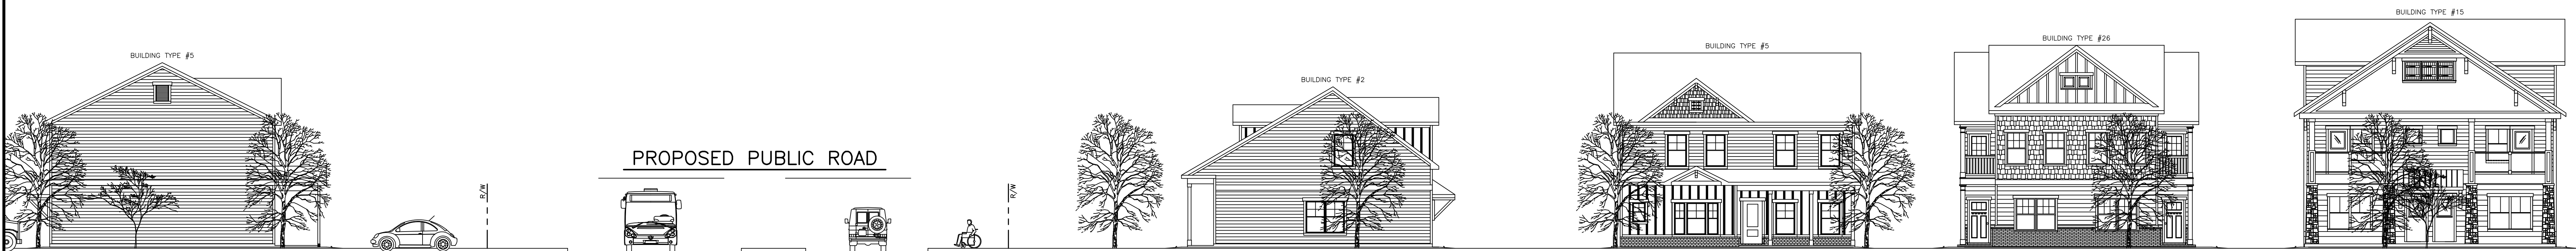 BUILDING TYPE #5
PROPOSED PUBLIC ROAD
R/W
R/W
BUILDING TYPE #2
BUILDING TYPE #5
BUILDING TYPE #26
BUILDING TYPE #15